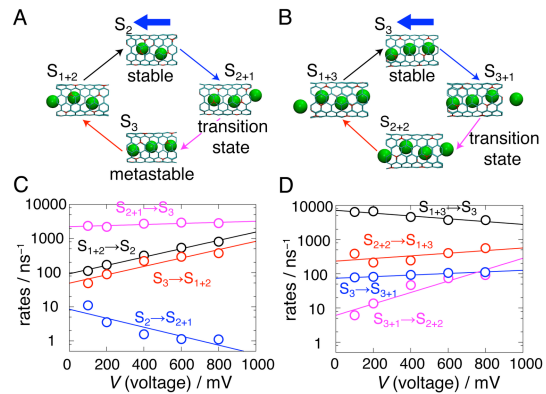 A
S2
stable
S1+2
S2+1
S3
transition
state
metastable
B
S3
stable
S1+3
S3+1
S2+2
transition
state
C
S2+1→S3
S1+2→S2
S3→S1+2
S2→S2+1
rates / ns⁻¹
10000
1000
100
10
1
0 200 400 600 800 1000
V (voltage) / mV
D
S1+3→S3
S2+2→S1+3
S3→S3+1
S3+1→S2+2
rates / ns⁻¹
10000
1000
100
10
1
0 200 400 600 800 1000
V (voltage) / mV